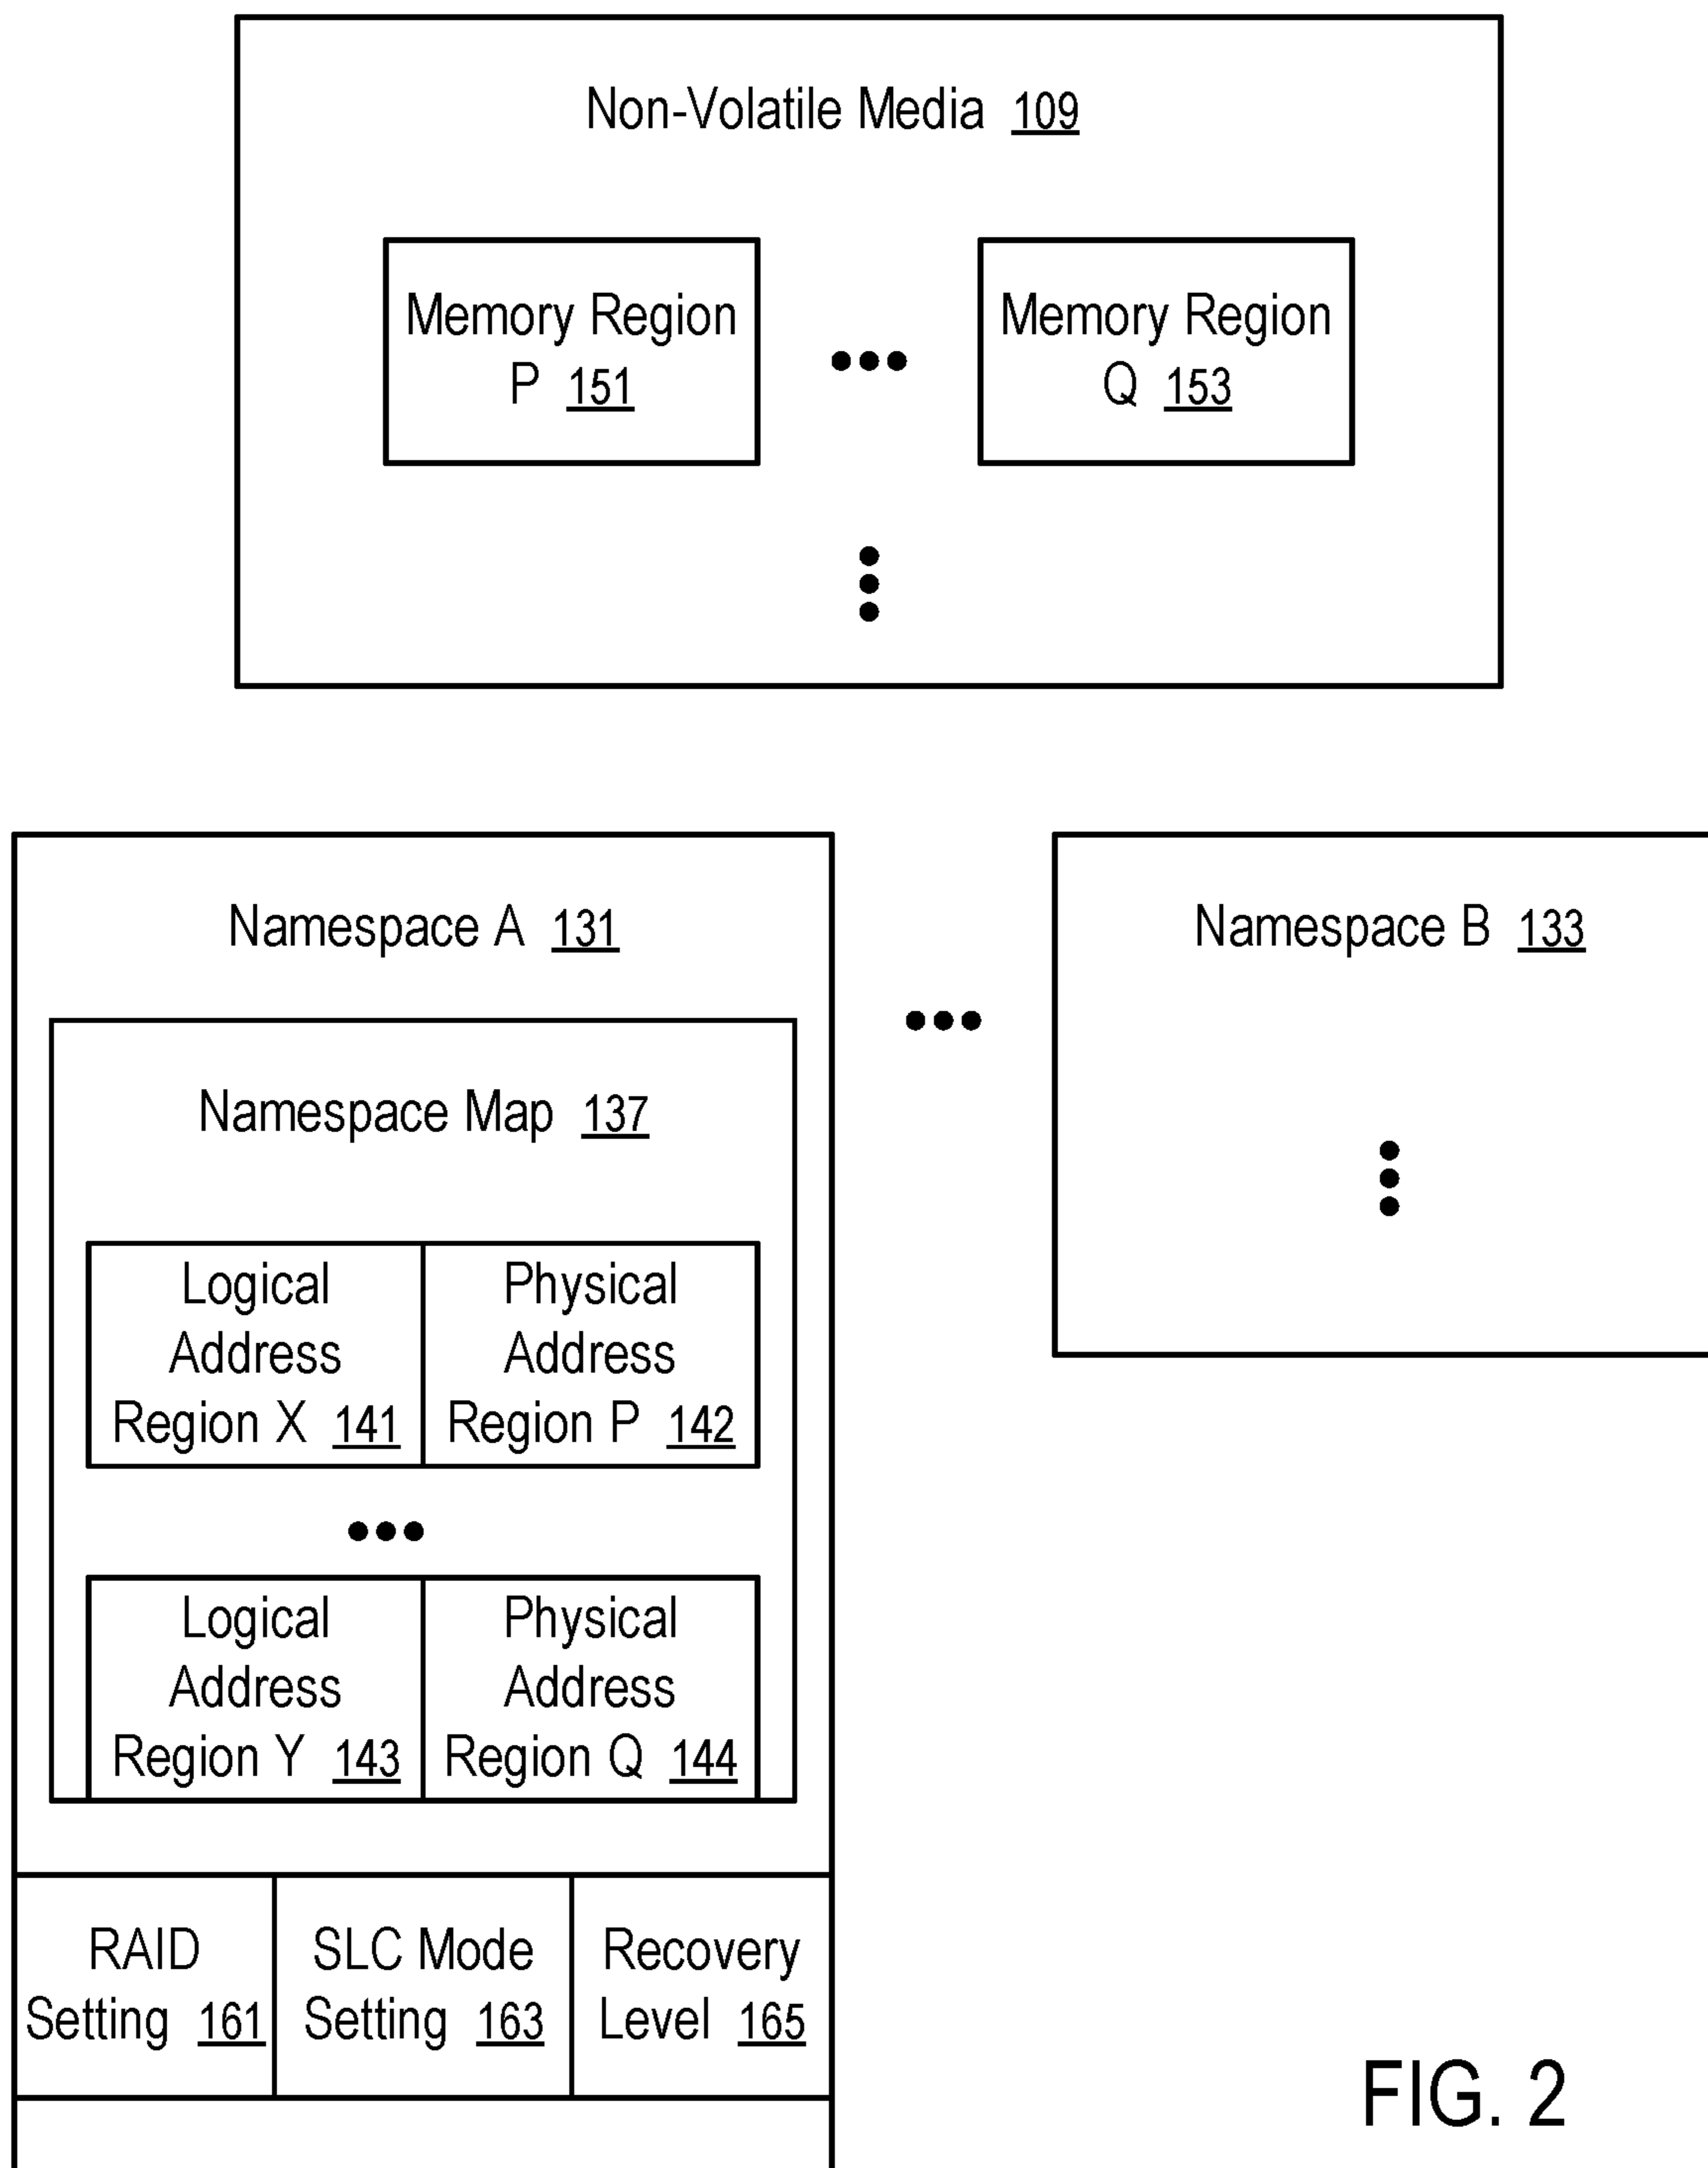 Non-Volatile Media 109
Memory Region
P 151
Memory Region
Q 153
Namespace A 131
Namespace Map 137
Logical
Address
Region X 141
Physical
Address
Region P 142
Logical
Address
Region Y 143
Physical
Address
Region Q 144
RAID
Setting 161
SLC Mode
Setting 163
Recovery
Level 165
Namespace B 133
FIG. 2